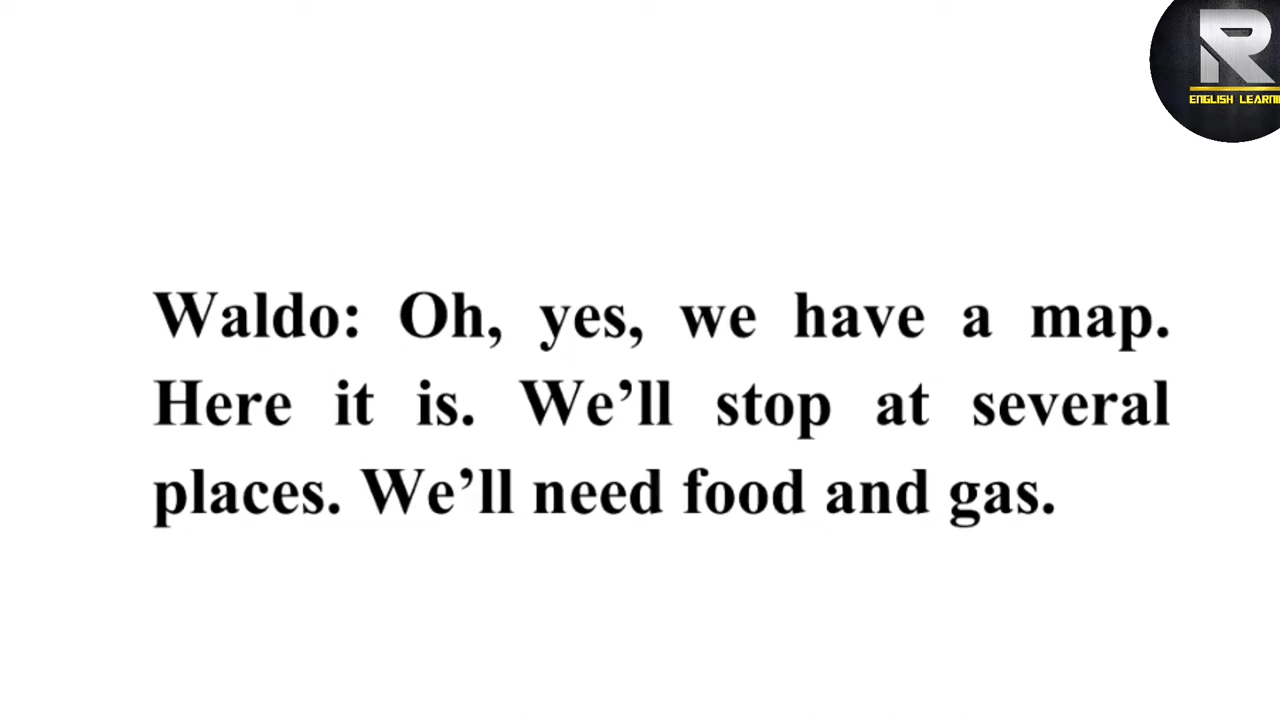 R
ENGLISH LEARNIN
Waldo: Oh, yes, we have a map.
Here it is. We’ll stop at several
places. We’ll need food and gas.